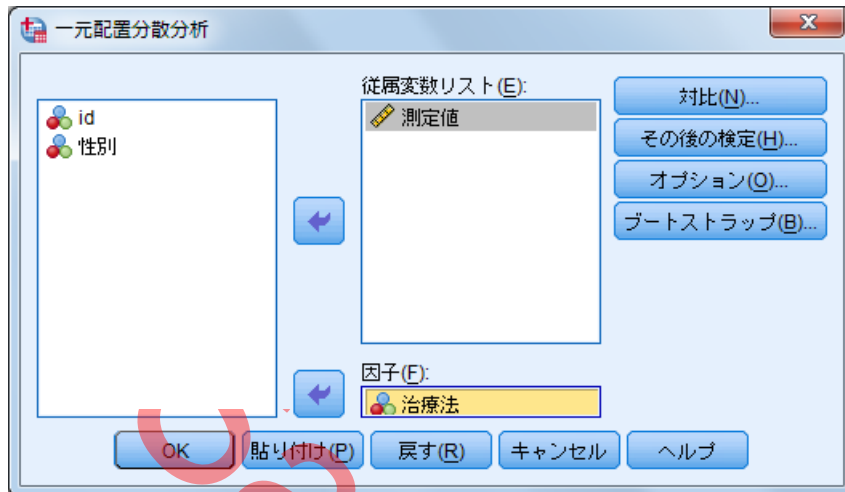 一元配置分散分析
id
性別
従属変数リスト(E):
測定値
因子(F):
治療法
対比(N)...
その後の検定(H)...
オプション(O)...
ブートストラップ(B)...
OK
貼り付け(P)
戻す(R)
キャンセル
ヘルプ